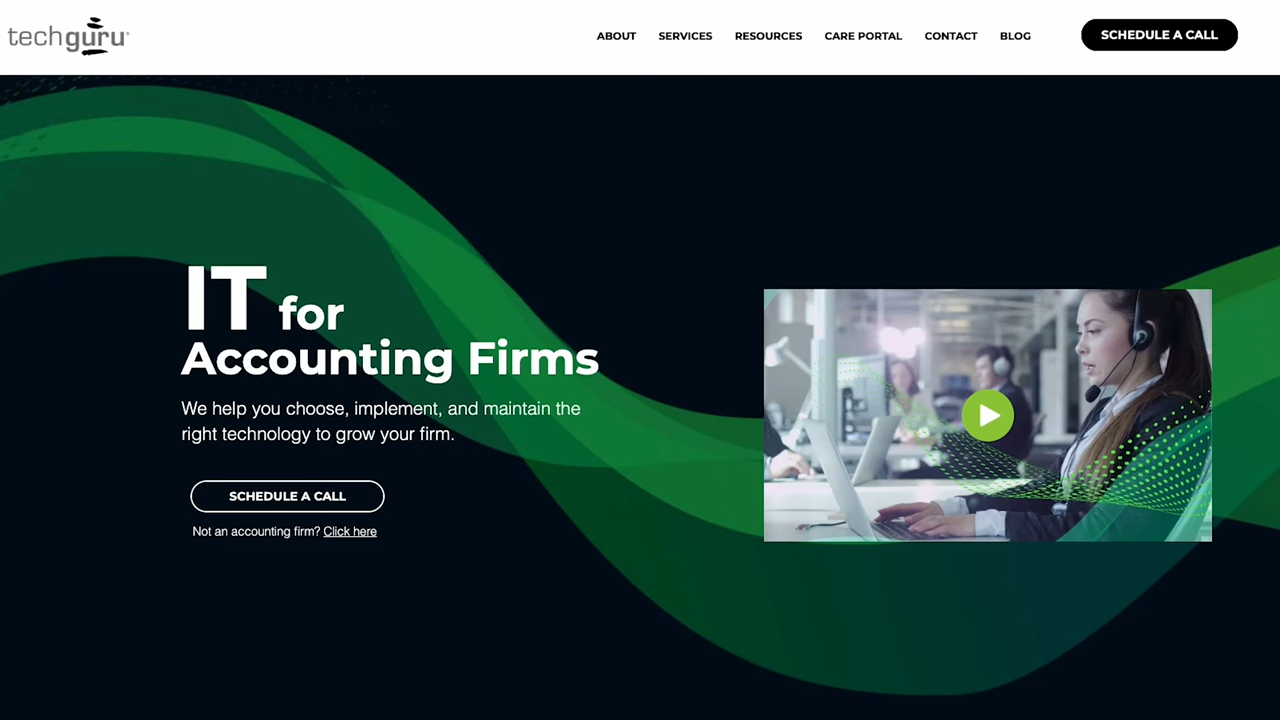 techguru
ABOUT SERVICES RESOURCES CARE PORTAL CONTACT BLOG SCHEDULE A CALL
IT for
Accounting Firms
We help you choose, implement, and maintain the
right technology to grow your firm.
SCHEDULE A CALL
Not an accounting firm? Click here